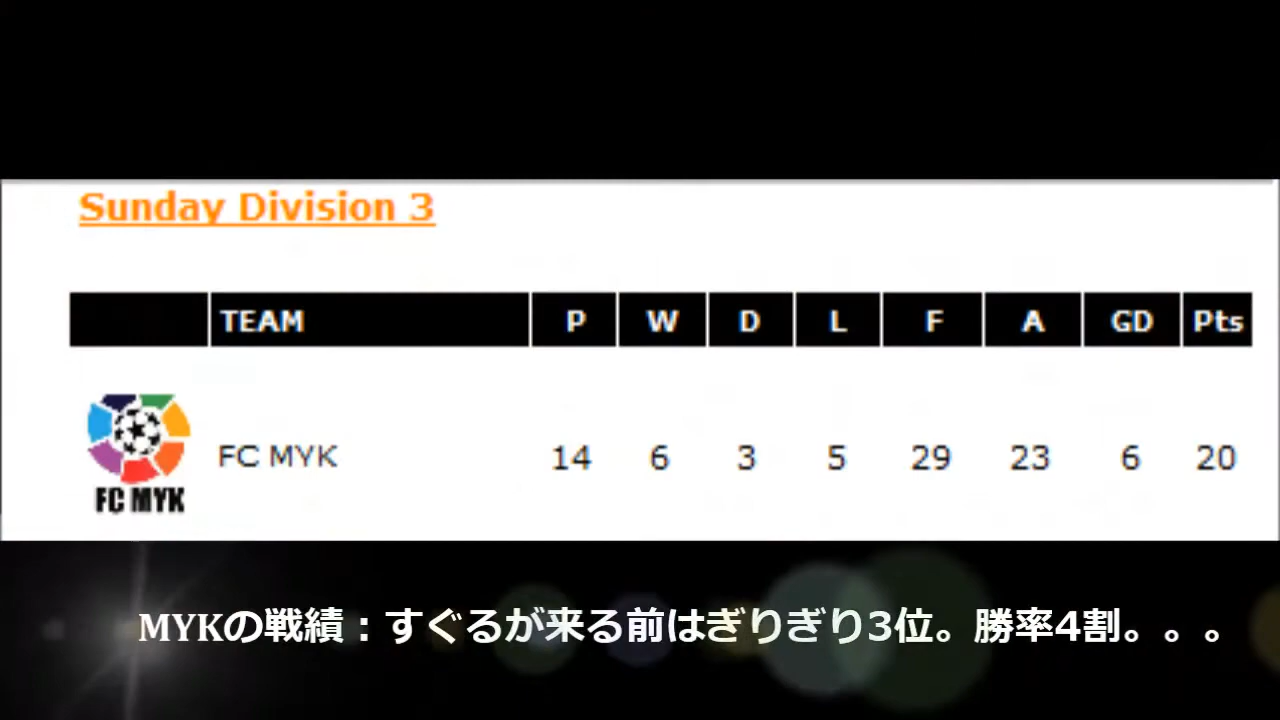 Sunday Division 3
TEAM P W D L F A GD Pts
FC MYK 14 6 3 5 29 23 6 20
FC MYK
MYKの戦績：すぐるが来る前はぎりぎり3位。勝率4割。。。